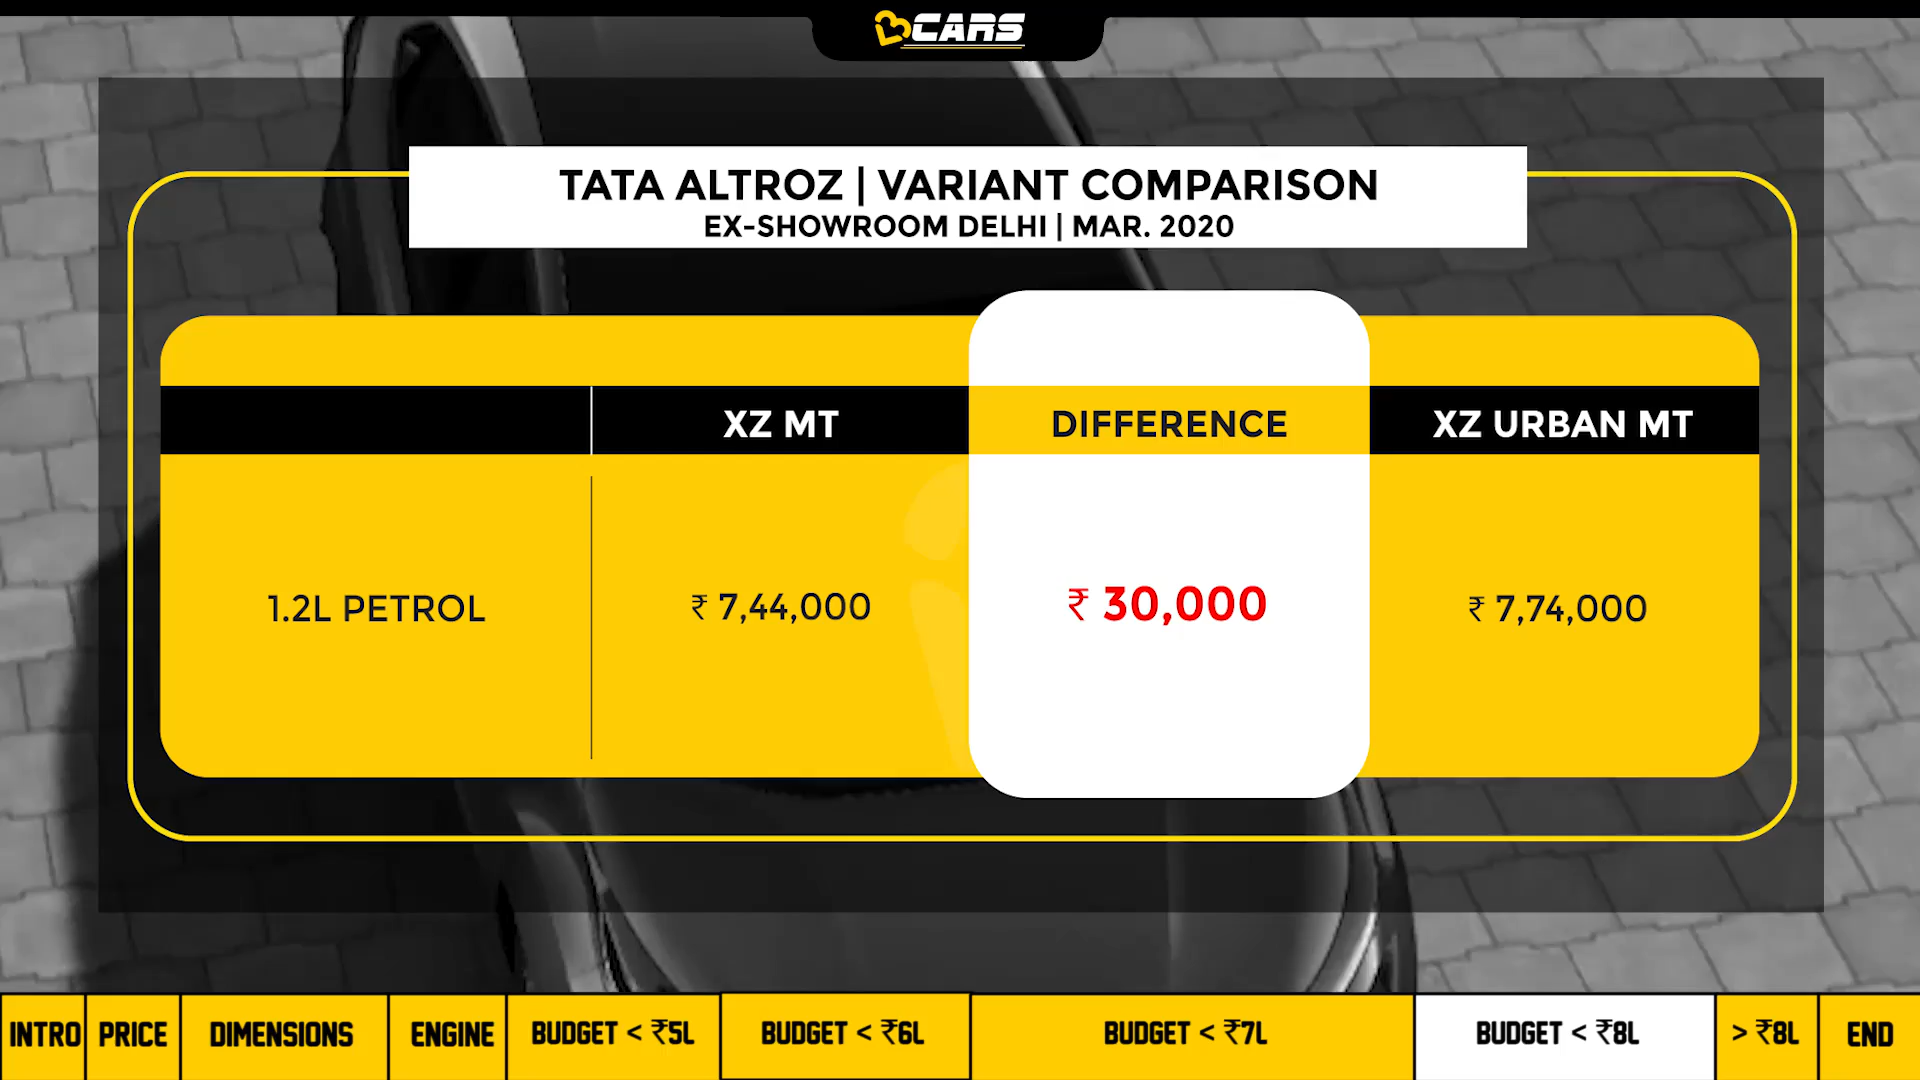 CARS
TATA ALTROZ | VARIANT COMPARISON
EX-SHOWROOM DELHI | MAR. 2020
XZ MT DIFFERENCE XZ URBAN MT
1.2L PETROL ₹ 7,44,000 ₹ 30,000 ₹ 7,74,000
INTRO PRICE DIMENSIONS ENGINE BUDGET < ₹5L BUDGET < ₹6L BUDGET < ₹7L BUDGET < ₹8L > ₹8L END